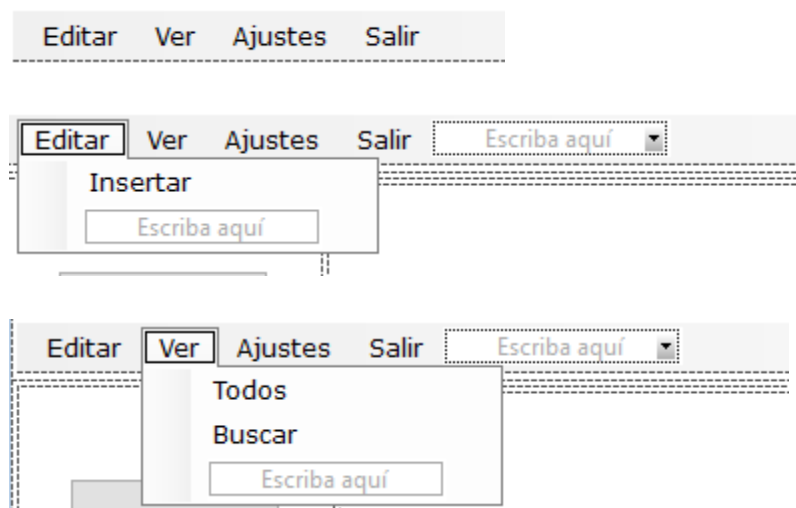 Editar Ver Ajustes Salir
Editar Ver Ajustes Salir Escriba aquí
Insertar
Escriba aquí
Editar Ver Ajustes Salir Escriba aquí
Todos
Buscar
Escriba aquí